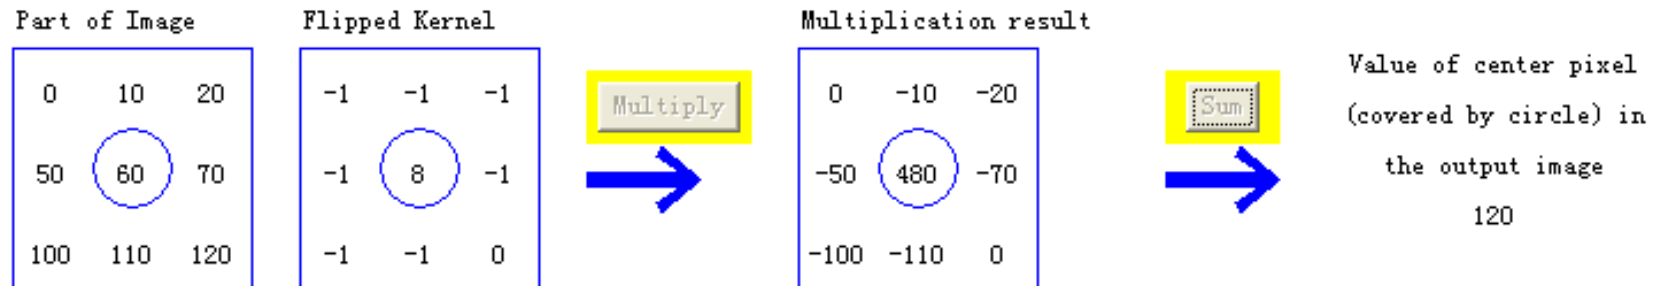 Part of Image
Flipped Kernel
Multiplication result
0 10 20
50 60 70
100 110 120
-1 -1 -1
-1 8 -1
-1 -1 0
Multiply
0 -10 -20
-50 480 -70
-100 -110 0
Sum
Value of center pixel
(covered by circle) in
the output image
120